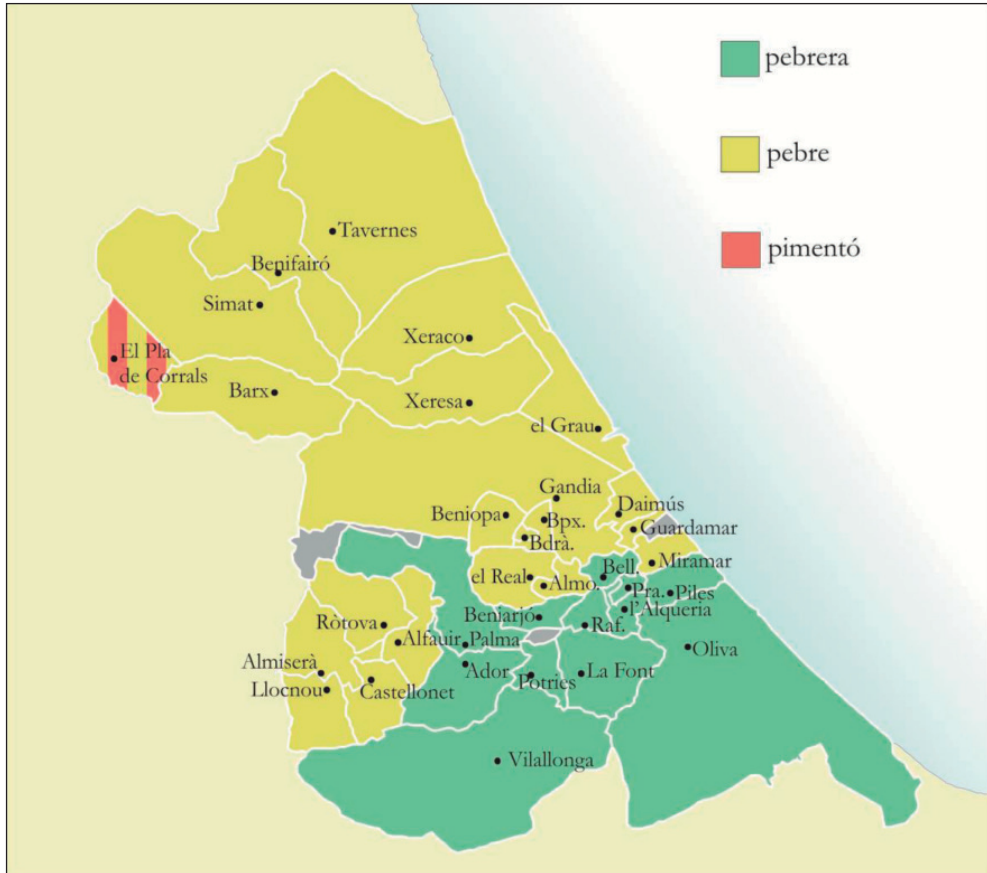 pebrera
pebre
pimentó
Tavernes
Benifairó
Simat
Xeraco
El Pla
de Corrals
Barx
Xeresa
el Grau
Gandia
Daimús
Beniopa
Bpx.
Guardamar
Bdrà.
Miramar
Bell.
el Real
Almo.
Pra.
Piles
l'Alqueria
Beniarjó
Raf.
Ròtova
Alfauir
Palma
Oliva
Almiserà
Ador
La Font
Potries
Llocnou
Castellonet
Vilallonga